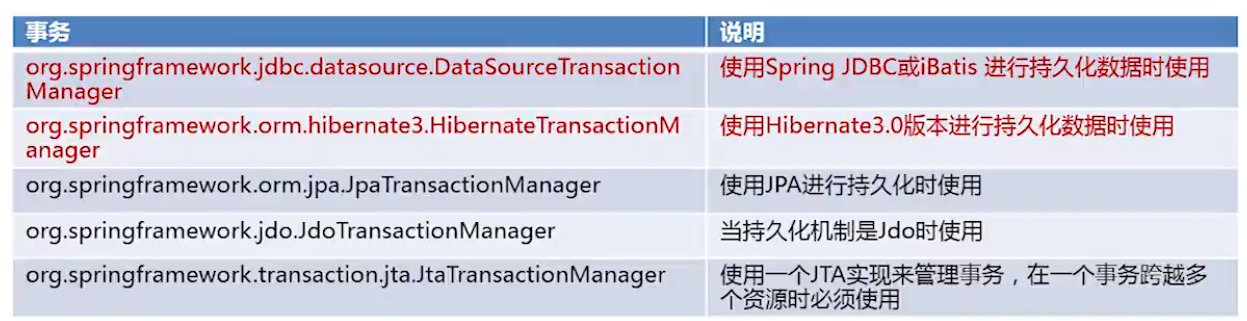 事务
说明
org.springframework.jdbc.datasource.DataSourceTransaction
Manager
使用Spring JDBC或iBatis 进行持久化数据时使用
org.springframework.orm.hibernate3.HibernateTransactionM
anager
使用Hibernate3.0版本进行持久化数据时使用
org.springframework.orm.jpa.JpaTransactionManager
使用JPA进行持久化时使用
org.springframework.jdo.JdoTransactionManager
当持久化机制是Jdo时使用
org.springframework.transaction.jta.JtaTransactionManager
使用一个JTA实现来管理事务，在一个事务跨越多
个资源时必须使用